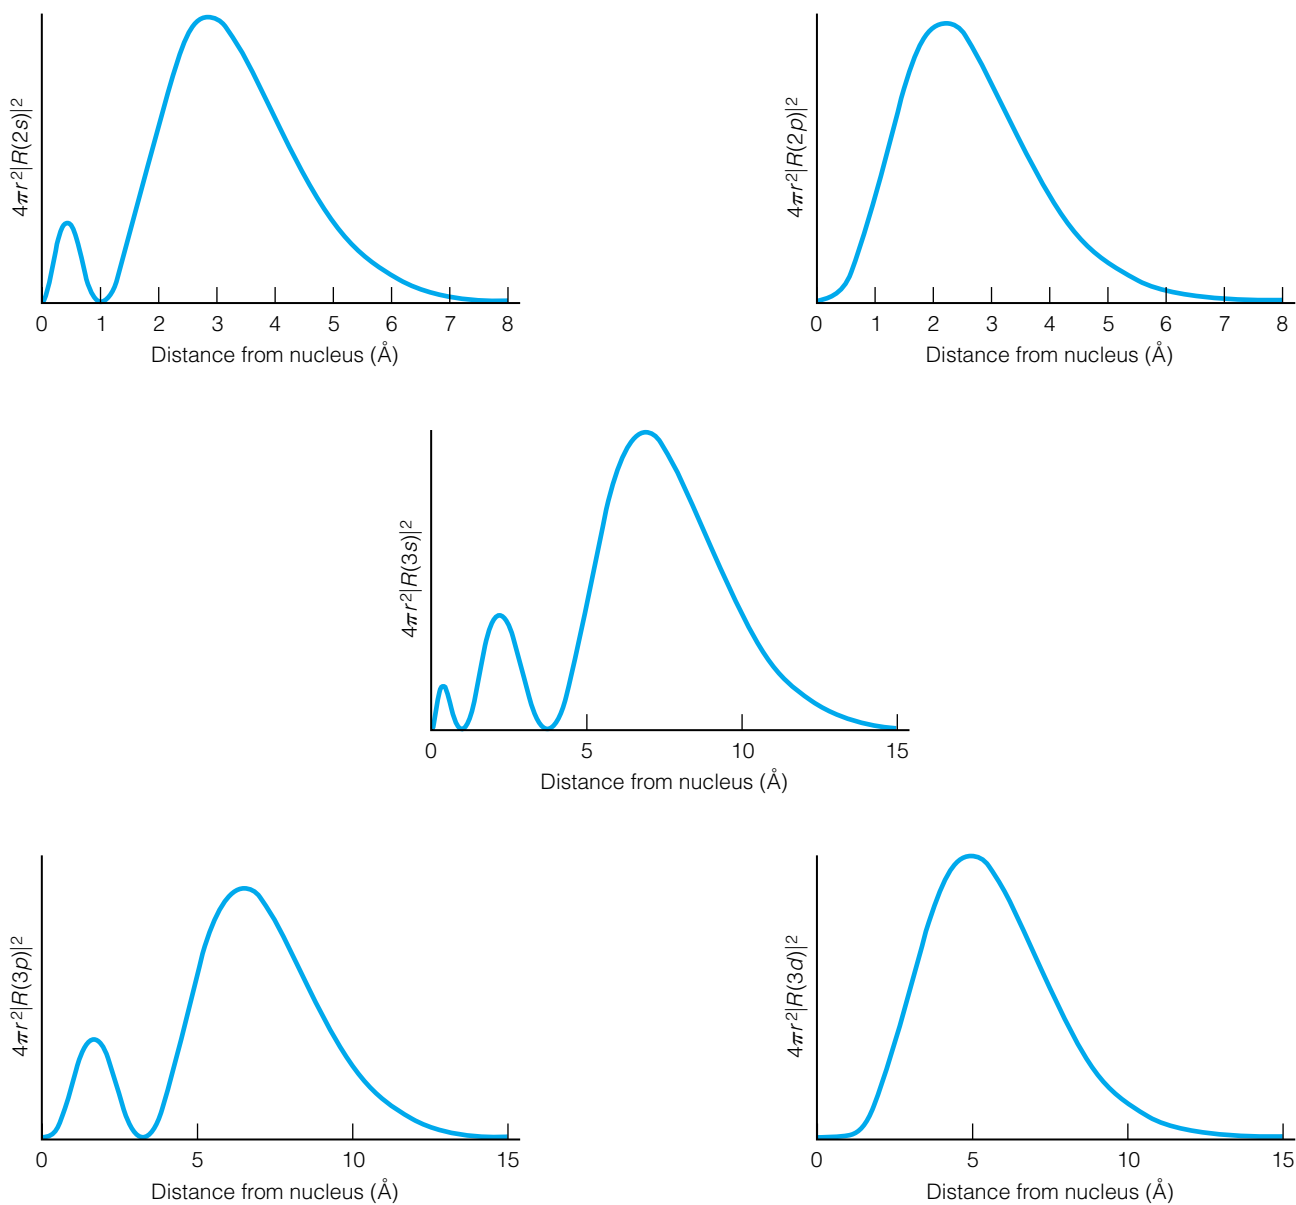 4πr²|R(2s)|²
0 1 2 3 4 5 6 7 8
Distance from nucleus (Å)
4πr²|R(2p)|²
0 1 2 3 4 5 6 7 8
Distance from nucleus (Å)
4πr²|R(3s)|²
0 5 10 15
Distance from nucleus (Å)
4πr²|R(3p)|²
0 5 10 15
Distance from nucleus (Å)
4πr²|R(3d)|²
0 5 10 15
Distance from nucleus (Å)